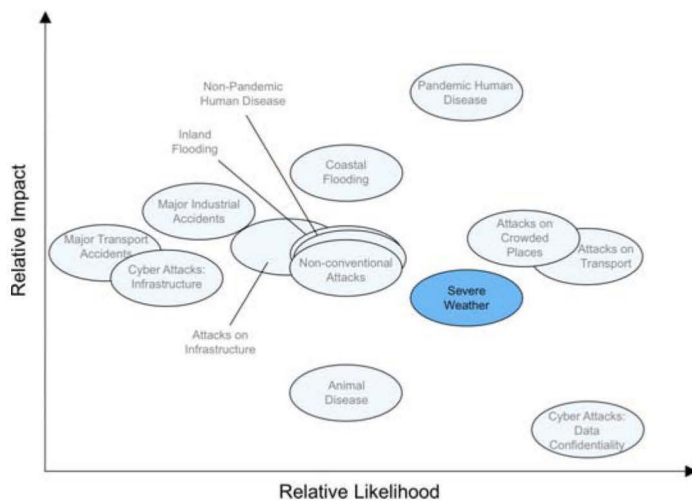 Pandemic Human
Disease
Non-Pandemic
Human Disease
Inland
Flooding
Coastal
Flooding
Major Industrial
Accidents
Major Transport
Accidents
Cyber Attacks:
Infrastructure
Non-conventional
Attacks
Attacks on
Crowded
Places
Attacks on
Transport
Severe
Weather
Attacks on
Infrastructure
Animal
Disease
Cyber Attacks:
Data
Confidentiality
Relative Impact
Relative Likelihood